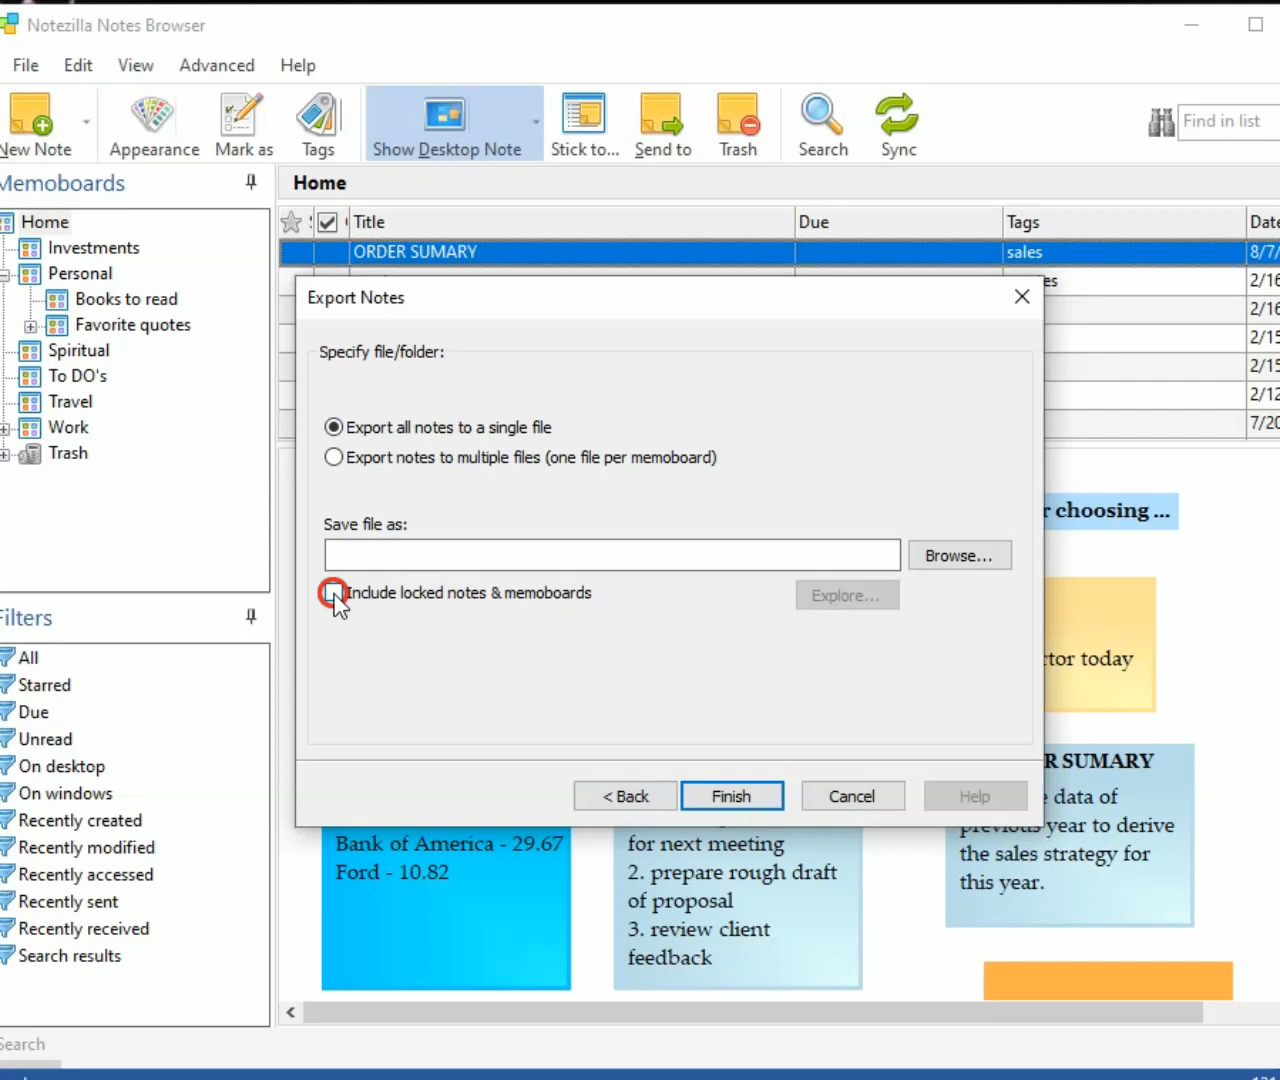 Notezilla Notes Browser
File Edit View Advanced Help
New Note Appearance Mark as Tags Show Desktop Note Stick to... Send to Trash Search Sync Find in list
Memoboards
Home
Investments
Personal
Books to read
Favorite quotes
Spiritual
To DO's
Travel
Work
Trash
Filters
All
Starred
Due
Unread
On desktop
On windows
Recently created
Recently modified
Recently accessed
Recently sent
Recently received
Search results
Search
Home
Title Due Tags Date
ORDER SUMARY sales 8/7/
es 2/16
2/16
2/15
2/15
2/12
7/20
Export Notes
Specify file/folder:
Export all notes to a single file
Export notes to multiple files (one file per memoboard)
Save file as:
Browse...
Include locked notes & memoboards
Explore...
< Back Finish Cancel Help
r choosing ...
ctor today
R SUMARY
e data of
previous year to derive
the sales strategy for
this year.
Bank of America - 29.67
Ford - 10.82
for next meeting
2. prepare rough draft
of proposal
3. review client
feedback